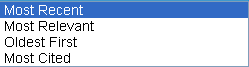 Most Recent
Most Relevant
Oldest First
Most Cited